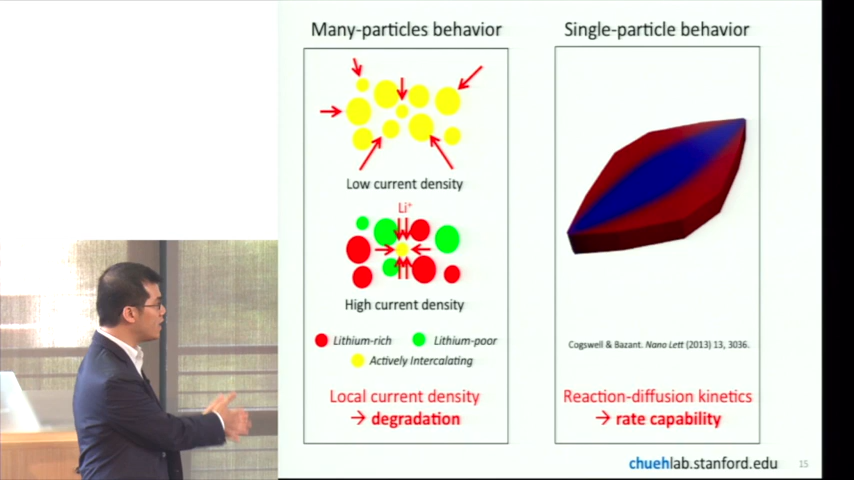 Many-particles behavior
Low current density
Li⁺
High current density
Lithium-rich
Lithium-poor
Actively Intercalating
Local current density
→ degradation
Single-particle behavior
Cogswell & Bazant. Nano Lett (2013) 13, 3036.
Reaction-diffusion kinetics
→ rate capability
chuehlab.stanford.edu
15